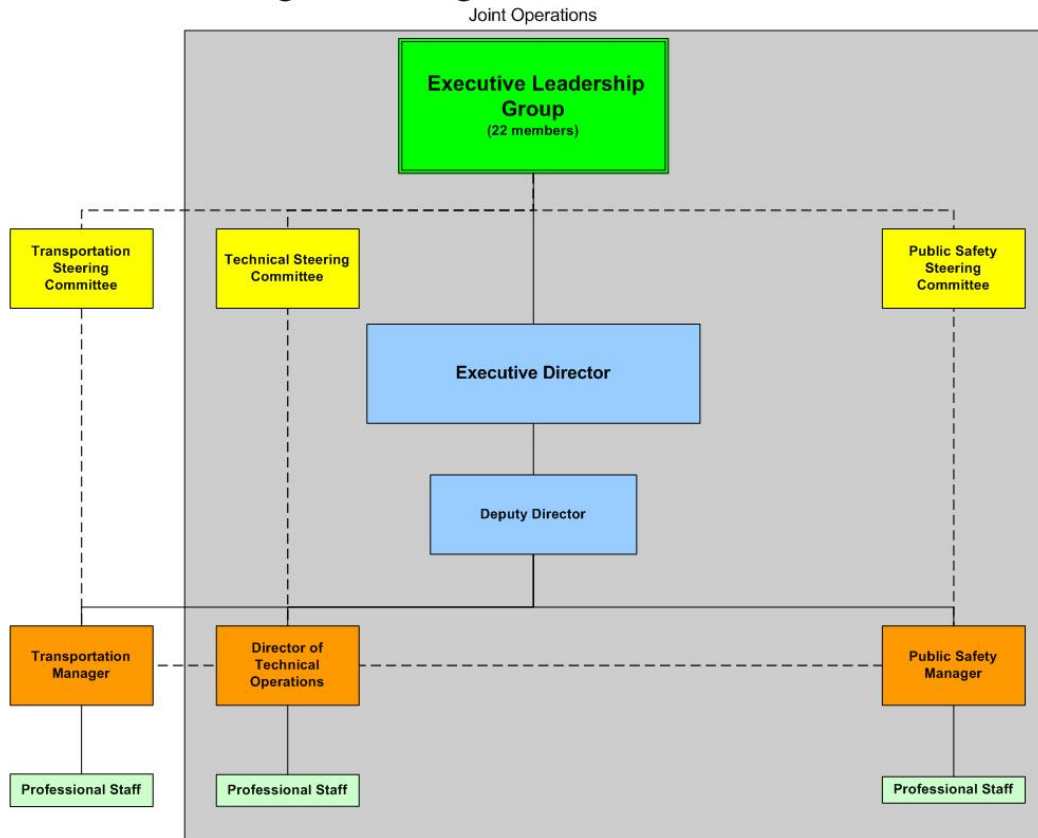 Joint Operations
Executive Leadership
Group
(22 members)
Transportation
Steering
Committee
Technical Steering
Committee
Public Safety
Steering
Committee
Executive Director
Deputy Director
Transportation
Manager
Director of
Technical
Operations
Public Safety
Manager
Professional Staff
Professional Staff
Professional Staff